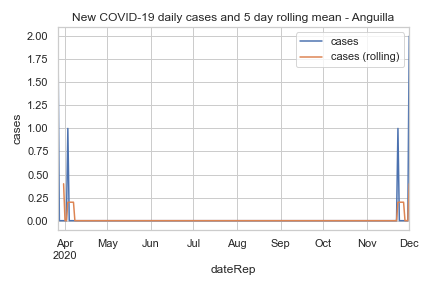 New COVID-19 daily cases and 5 day rolling mean - Anguilla
cases
cases (rolling)
2.00
1.75
1.50
1.25
1.00
0.75
0.50
0.25
0.00
cases
Apr May Jun Jul Aug Sep Oct Nov Dec
2020
dateRep